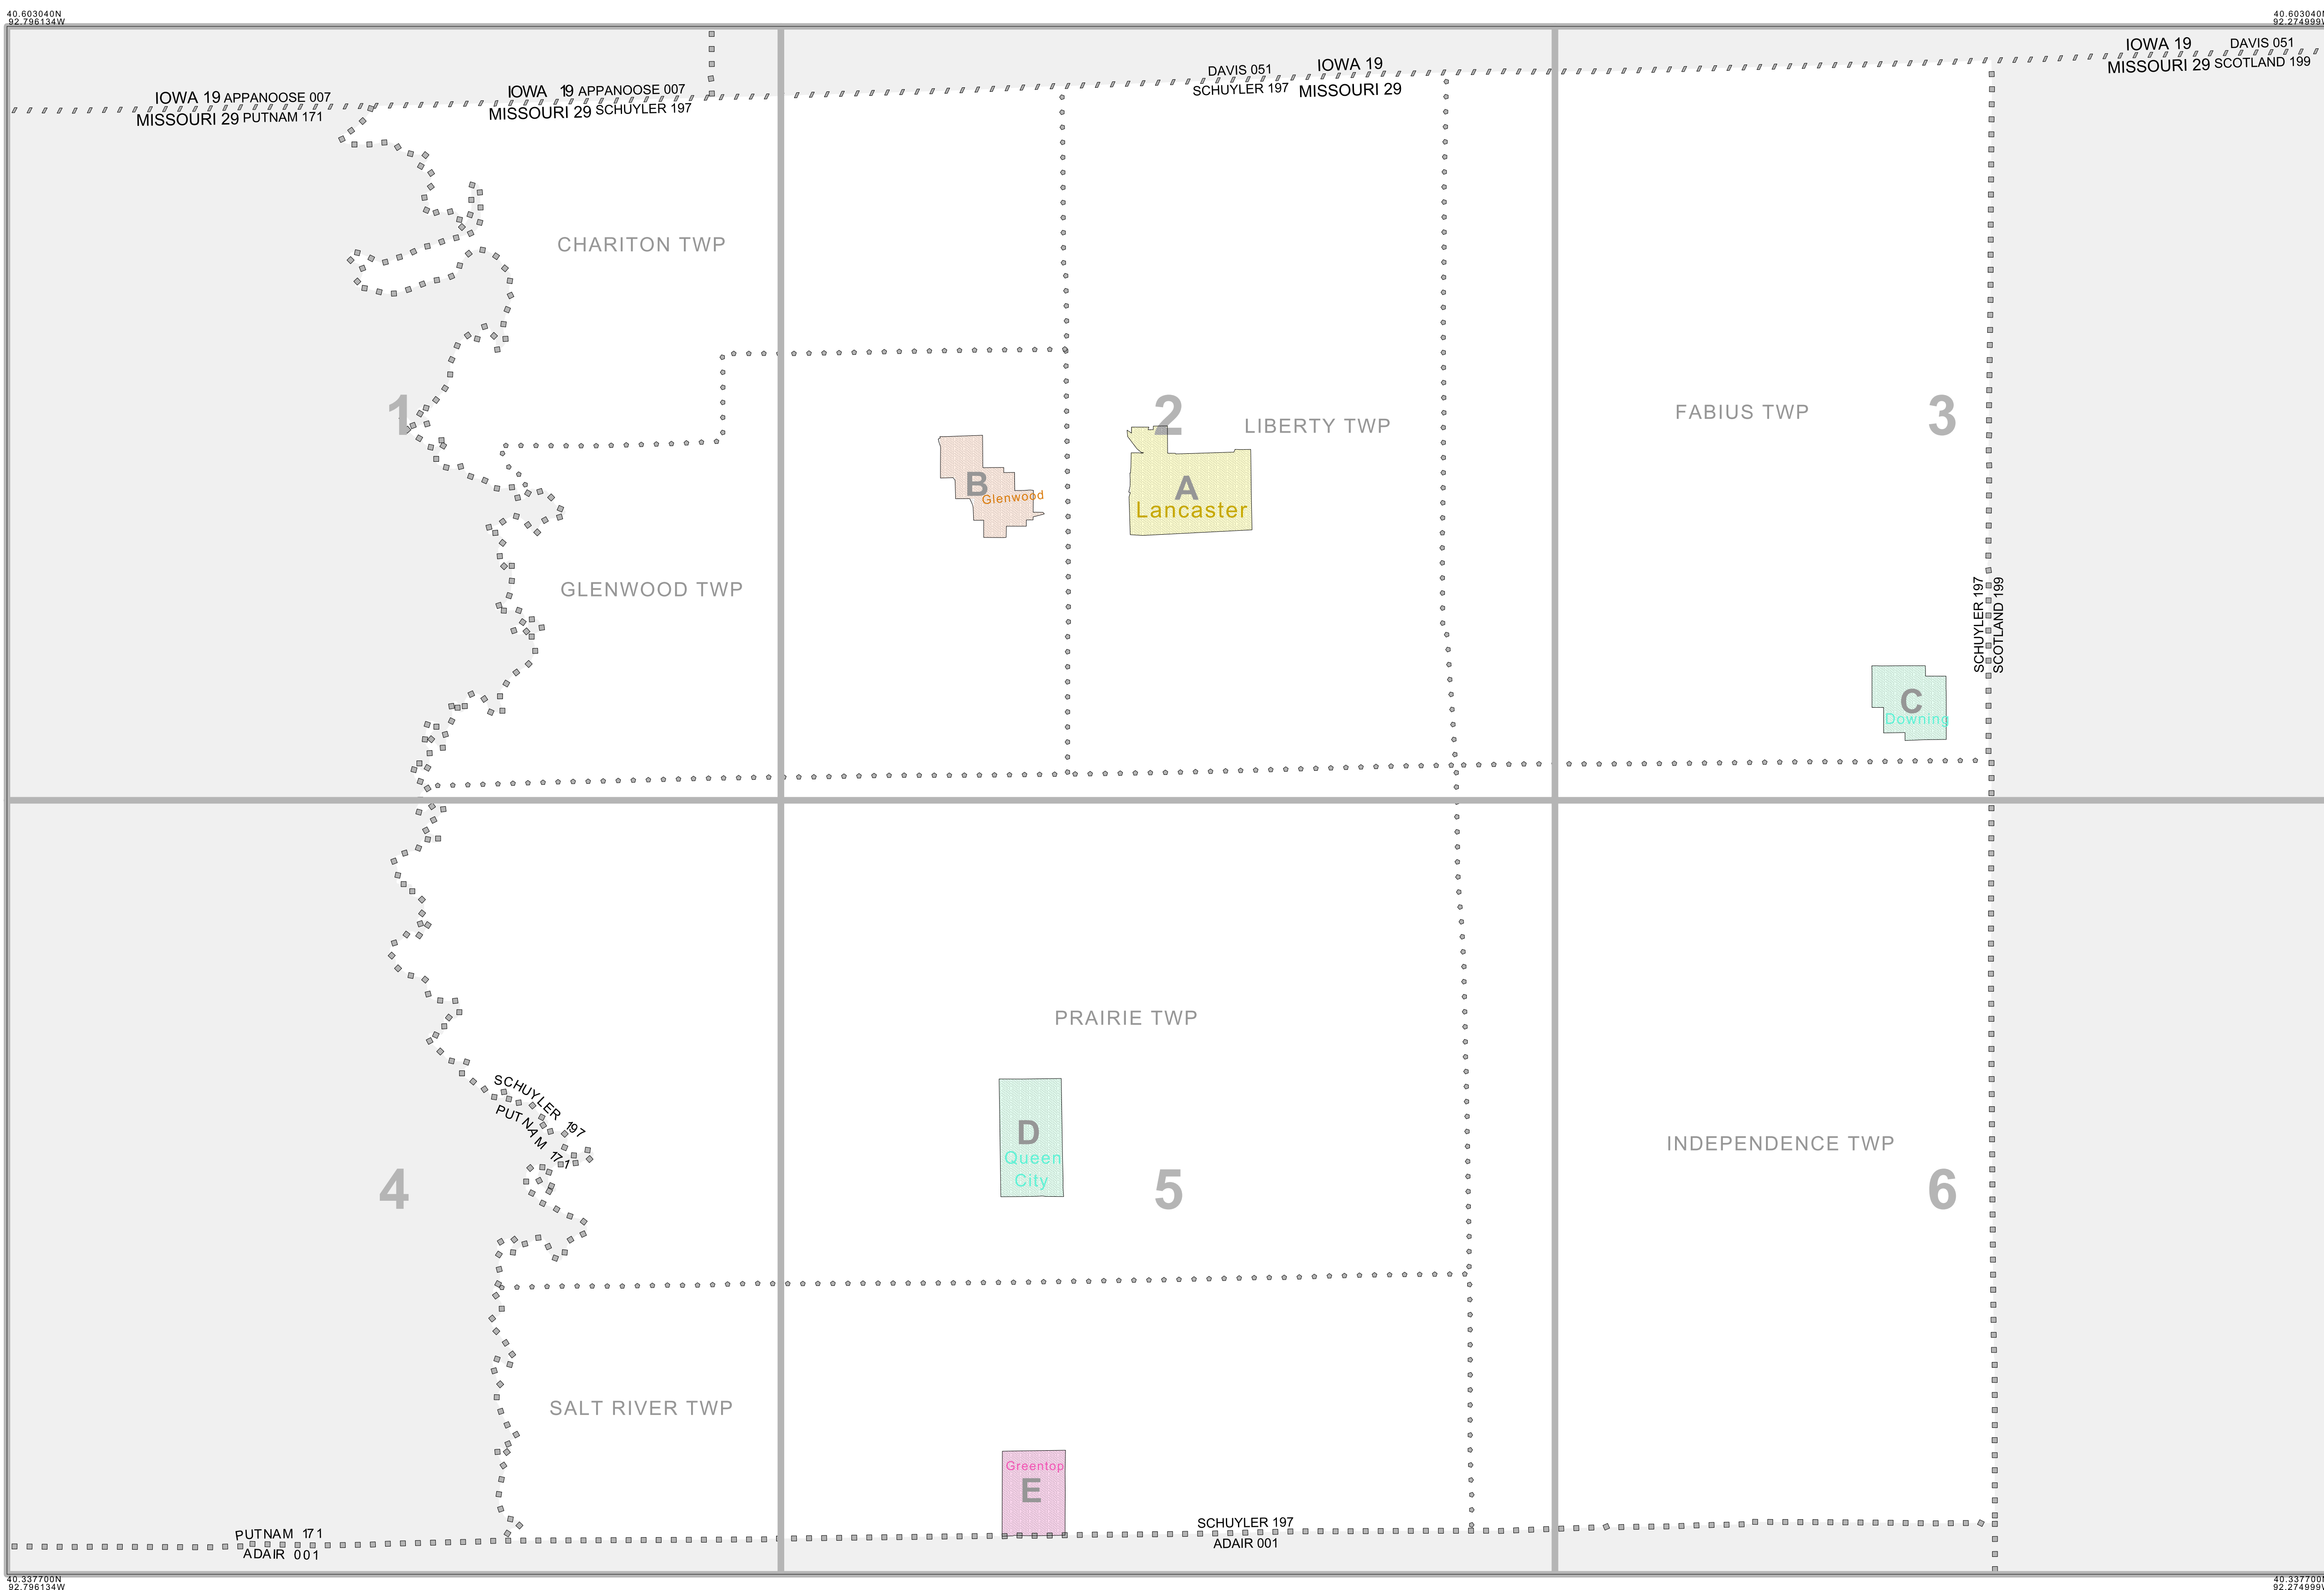 40.603040N
92.796134W
40.603040N
92.274999W
IOWA 19 APPANOOSE 007
MISSOURI 29 PUTNAM 171
IOWA 19 APPANOOSE 007
MISSOURI 29 SCHUYLER 197
DAVIS 051 IOWA 19
SCHUYLER 197 MISSOURI 29
IOWA 19 DAVIS 051
MISSOURI 29 SCOTLAND 199
CHARITON TWP
1
2
3
LIBERTY TWP
FABIUS TWP
B
Glenwood
A
Lancaster
GLENWOOD TWP
SCHUYLER 197
SCOTLAND 199
C
Downing
PRAIRIE TWP
SCHUYLER 197
PUTNAM 171
D
Queen
City
INDEPENDENCE TWP
4
5
6
SALT RIVER TWP
Greentop
E
PUTNAM 171
ADAIR 001
SCHUYLER 197
ADAIR 001
40.337700N
92.796134W
40.337700N
92.274999W